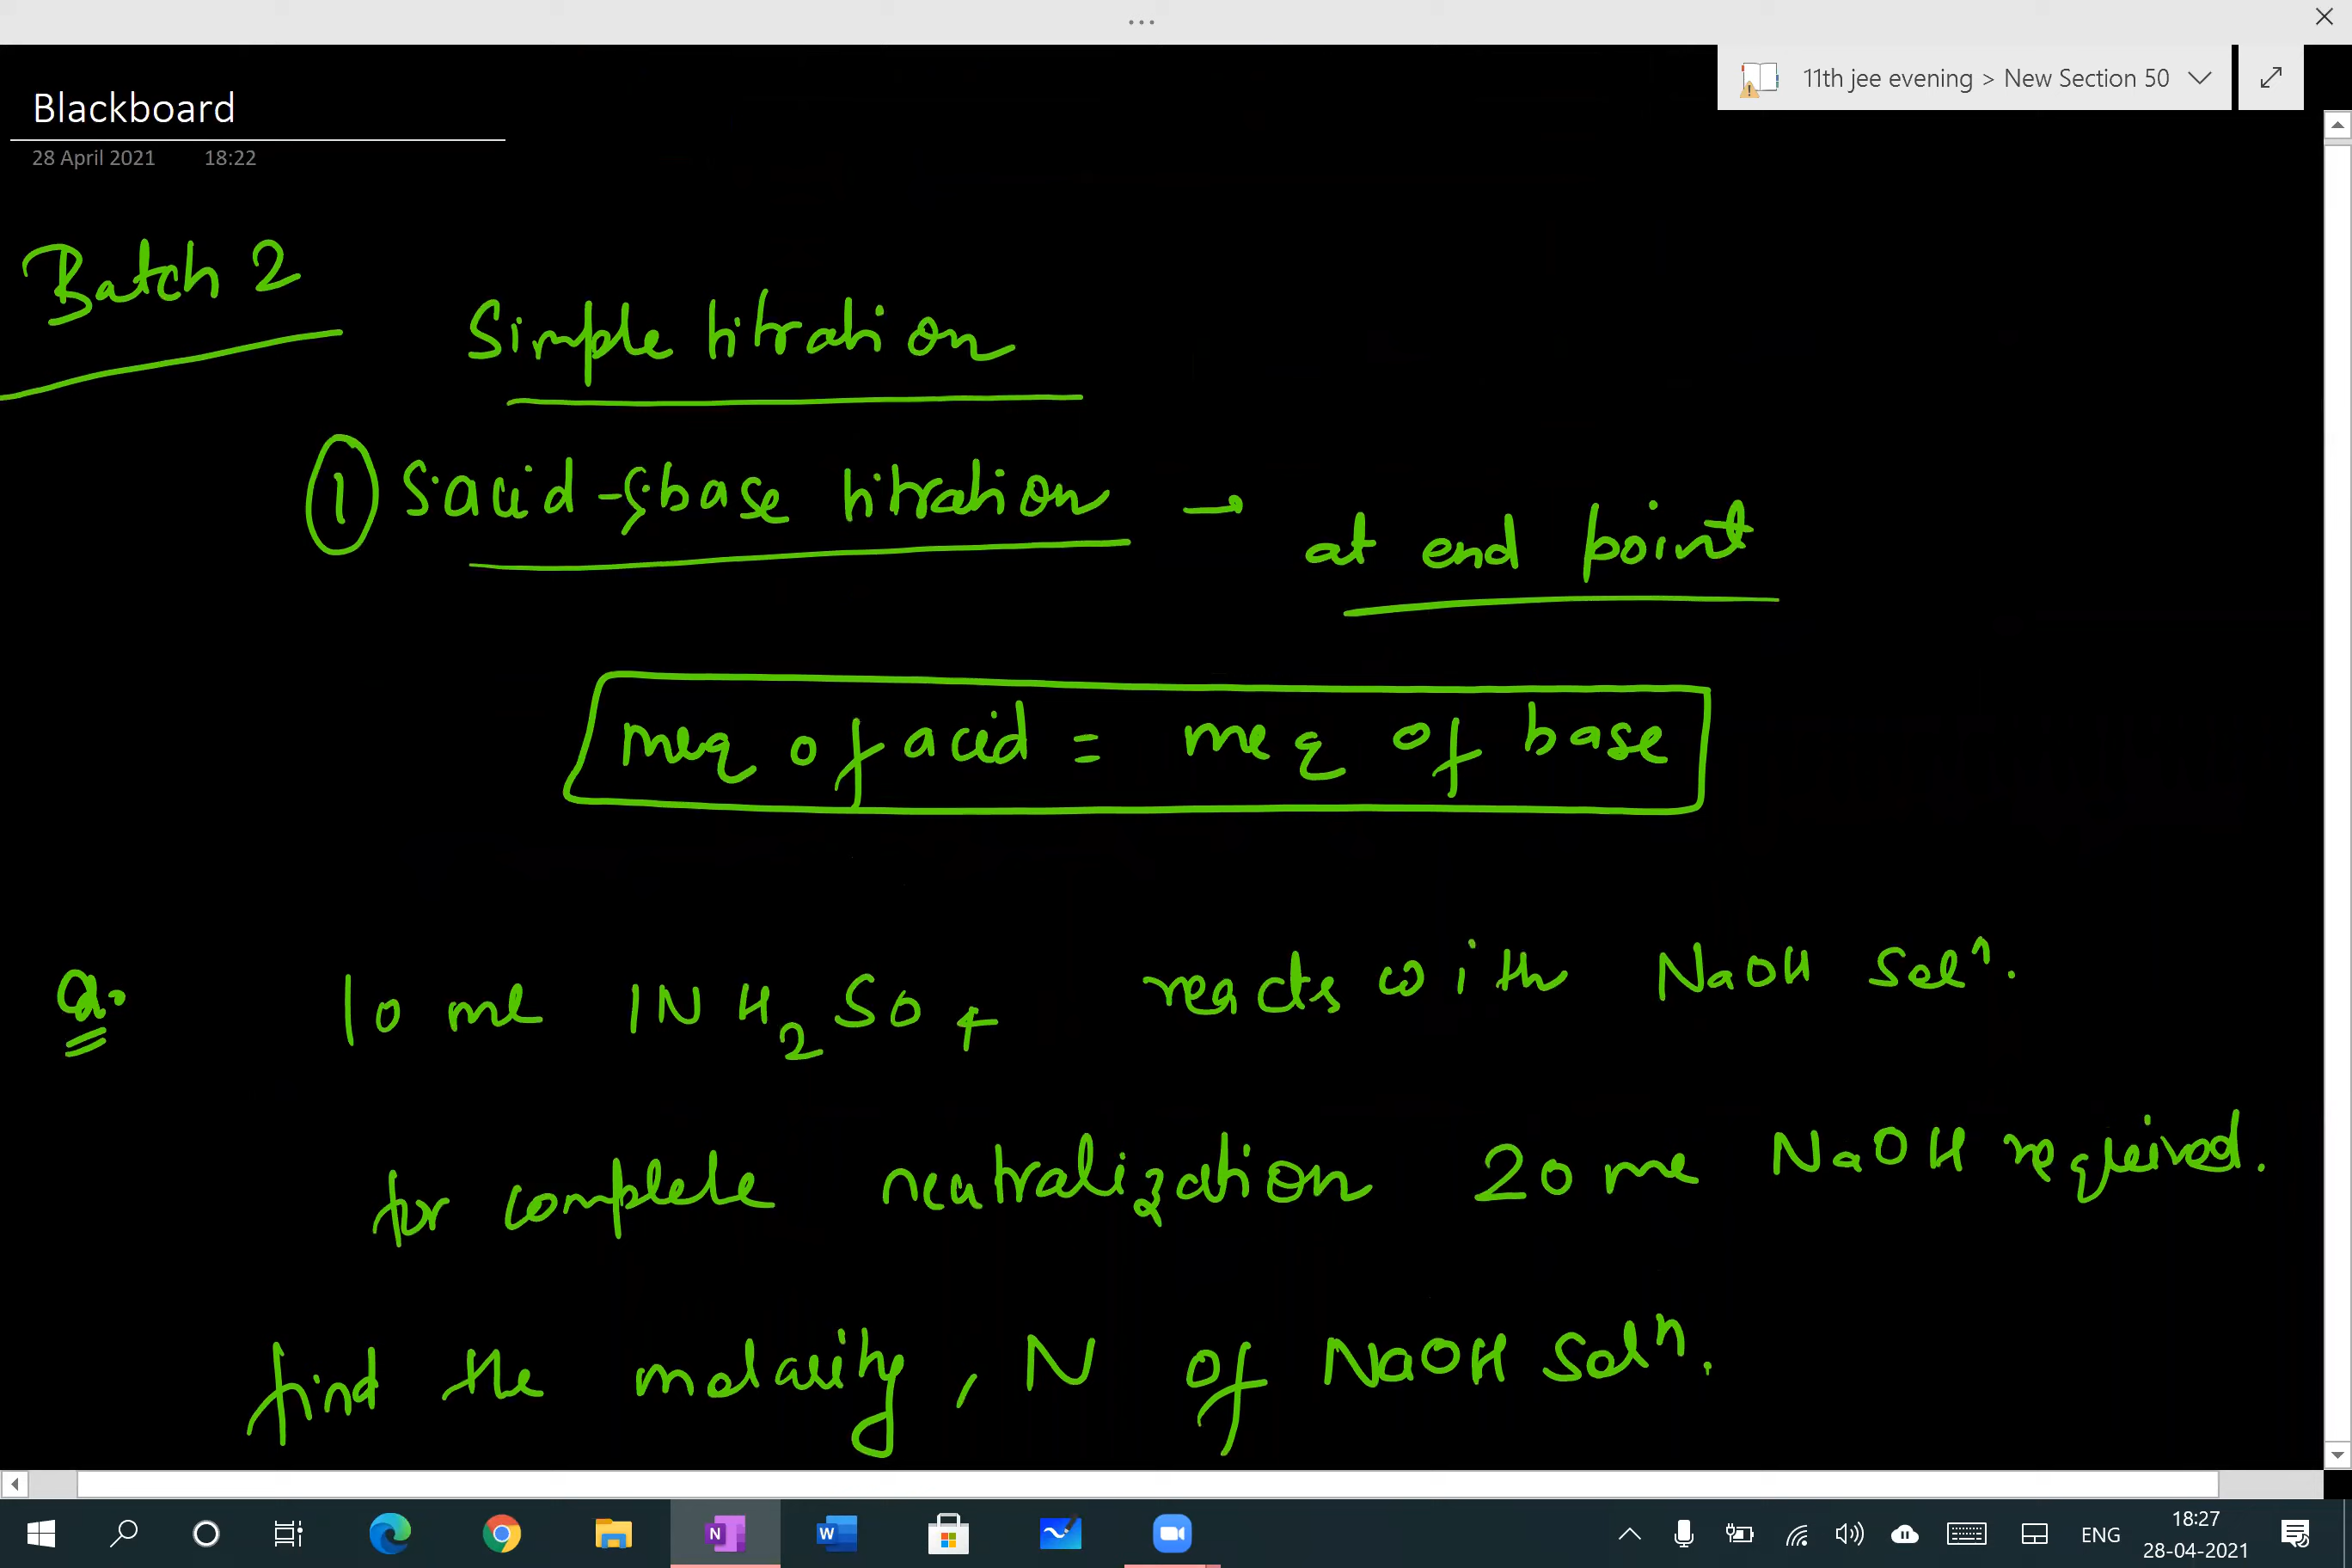 ...
11th jee evening > New Section 50
Blackboard
28 April 2021 18:22
Batch 2
Simple titration
① S.acid-S.base titration → at end point
meq of acid = meq of base
Q. 10 ml 1N H₂SO₄ reacts with NaOH solⁿ.
for complete neutralization 20 ml NaOH required.
find the molarity, N of NaOH solⁿ.
ENG
18:27
28-04-2021